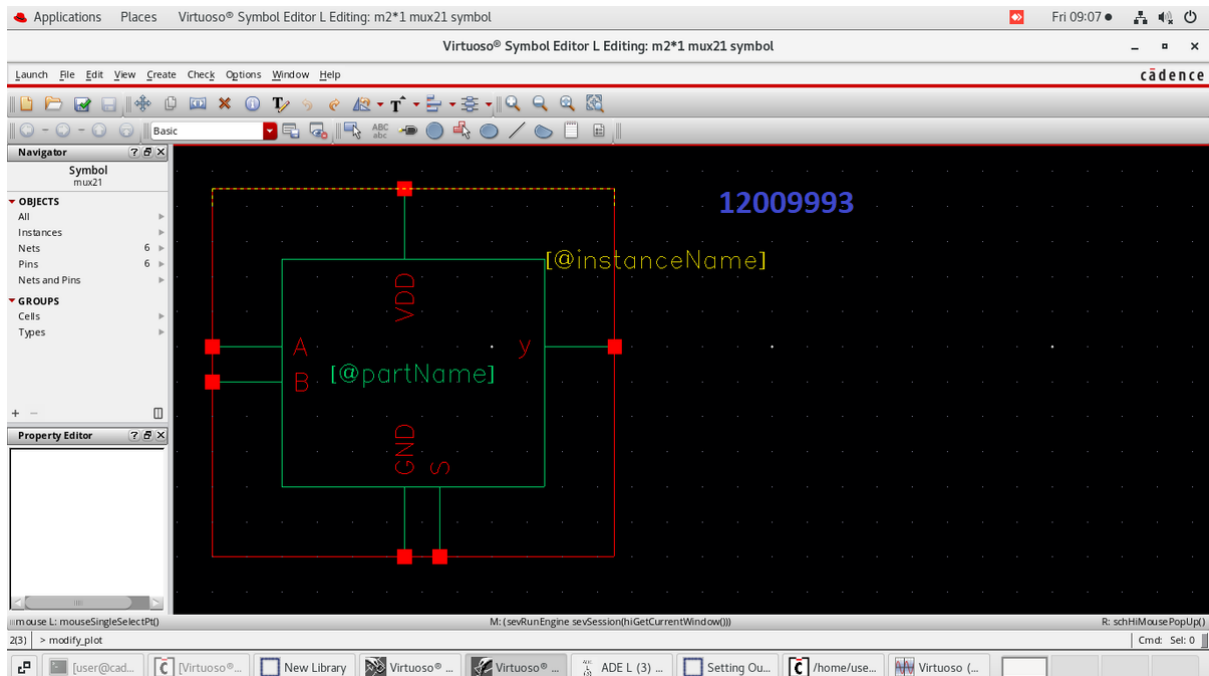 Applications Places Virtuoso® Symbol Editor L Editing: m2*1 mux21 symbol Fri 09:07
Virtuoso® Symbol Editor L Editing: m2*1 mux21 symbol
Launch File Edit View Create Check Options Window Help cādence
Basic ABC abc
Navigator
Symbol
mux21
OBJECTS
All
Instances
Nets 6
Pins 6
Nets and Pins
GROUPS
Cells
Types
Property Editor
12009993
[@instanceName]
VDD
A
y
[@partName]
B
GND
S
mouse L: mouseSingleSelectPt() M: (sevRunEngine sevSession(hiGetCurrentWindow())) R: schHiMousePopUp()
2(3) > modify_plot Cmd: Sel: 0
[user@cad... [Virtuoso®... New Library Virtuoso® ... Virtuoso® ... ADE L (3) ... Setting Ou... /home/use... Virtuoso (...